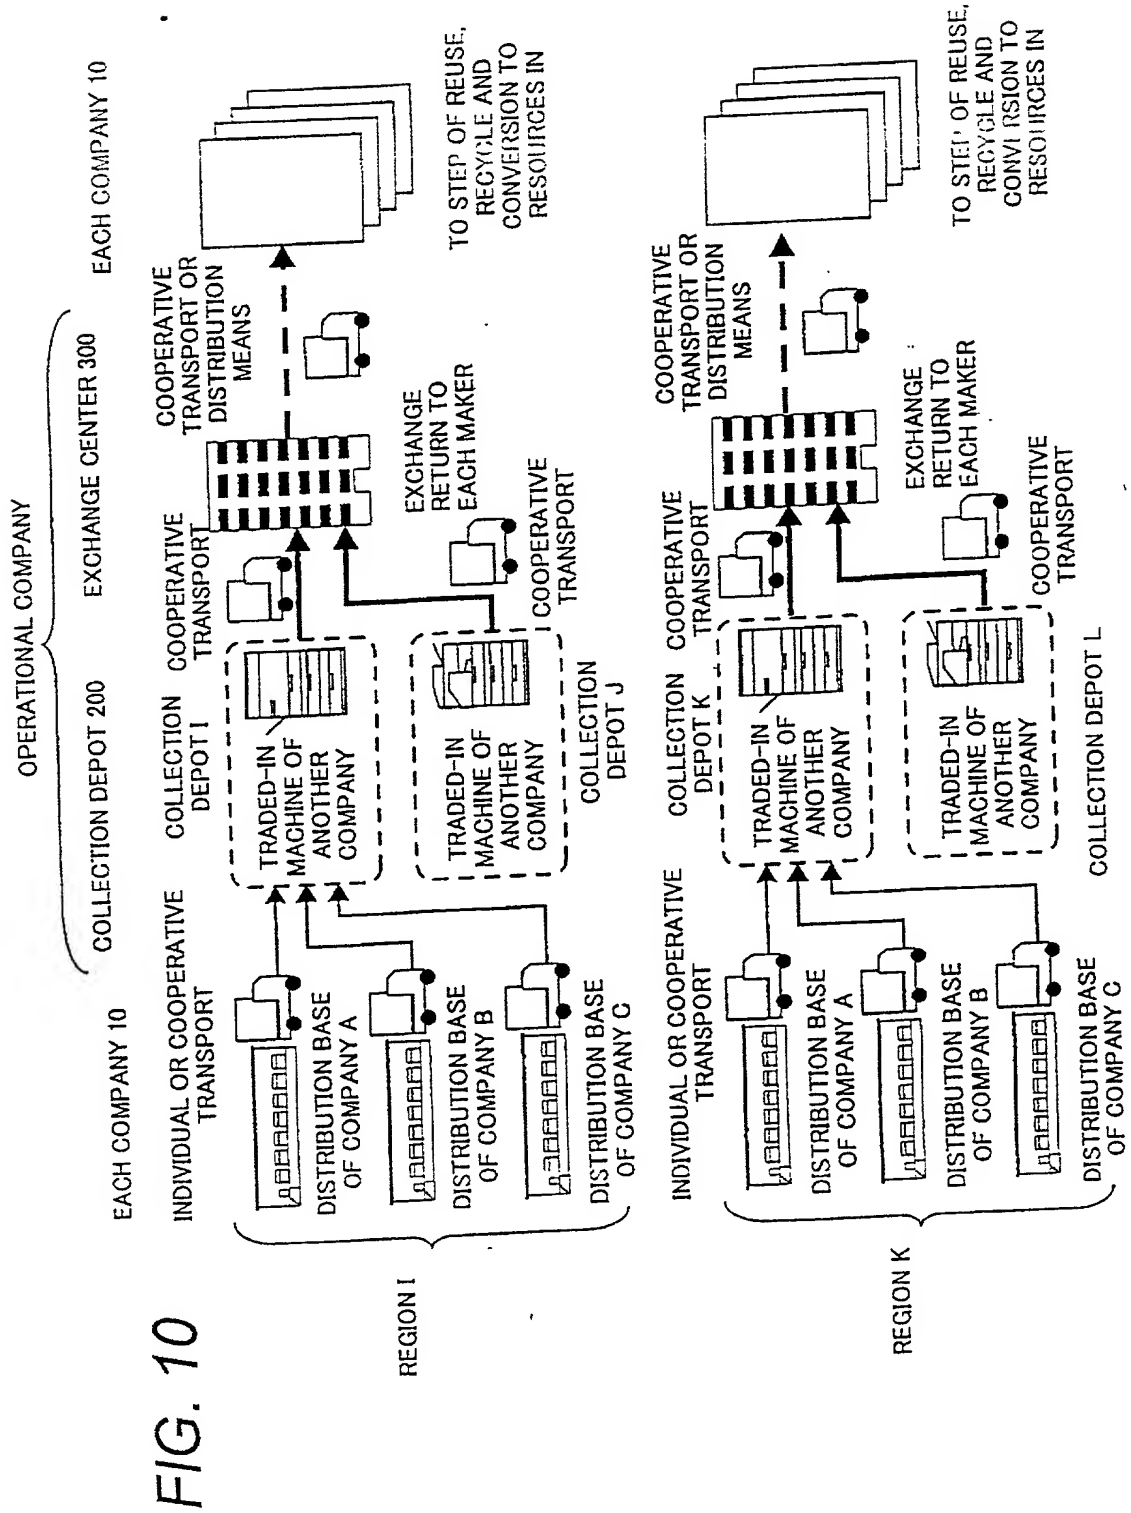 FIG. 10
OPERATIONAL COMPANY
EACH COMPANY 10
COLLECTION DEPOT 200
EXCHANGE CENTER 300
EACH COMPANY 10
REGION I
INDIVIDUAL OR COOPERATIVE
TRANSPORT
DISTRIBUTION BASE
OF COMPANY A
DISTRIBUTION BASE
OF COMPANY B
DISTRIBUTION BASE
OF COMPANY C
COLLECTION
DEPOT I
TRADED-IN
MACHINE OF
ANOTHER
COMPANY
TRADED-IN
MACHINE OF
ANOTHER
COMPANY
COLLECTION
DEPOT J
COOPERATIVE
TRANSPORT
COOPERATIVE
TRANSPORT
EXCHANGE
RETURN TO
EACH MAKER
COOPERATIVE
TRANSPORT OR
DISTRIBUTION
MEANS
TO STEP OF REUSE,
RECYCLE AND
CONVERSION TO
RESOURCES IN
REGION K
INDIVIDUAL OR COOPERATIVE
TRANSPORT
DISTRIBUTION BASE
OF COMPANY A
DISTRIBUTION BASE
OF COMPANY B
DISTRIBUTION BASE
OF COMPANY C
COLLECTION
DEPOT K
TRADED-IN
MACHINE OF
ANOTHER
COMPANY
TRADED-IN
MACHINE OF
ANOTHER
COMPANY
COLLECTION DEPOT L
COOPERATIVE
TRANSPORT
COOPERATIVE
TRANSPORT
EXCHANGE
RETURN TO
EACH MAKER
COOPERATIVE
TRANSPORT OR
DISTRIBUTION
MEANS
TO STEP OF REUSE,
RECYCLE AND
CONVERSION TO
RESOURCES IN